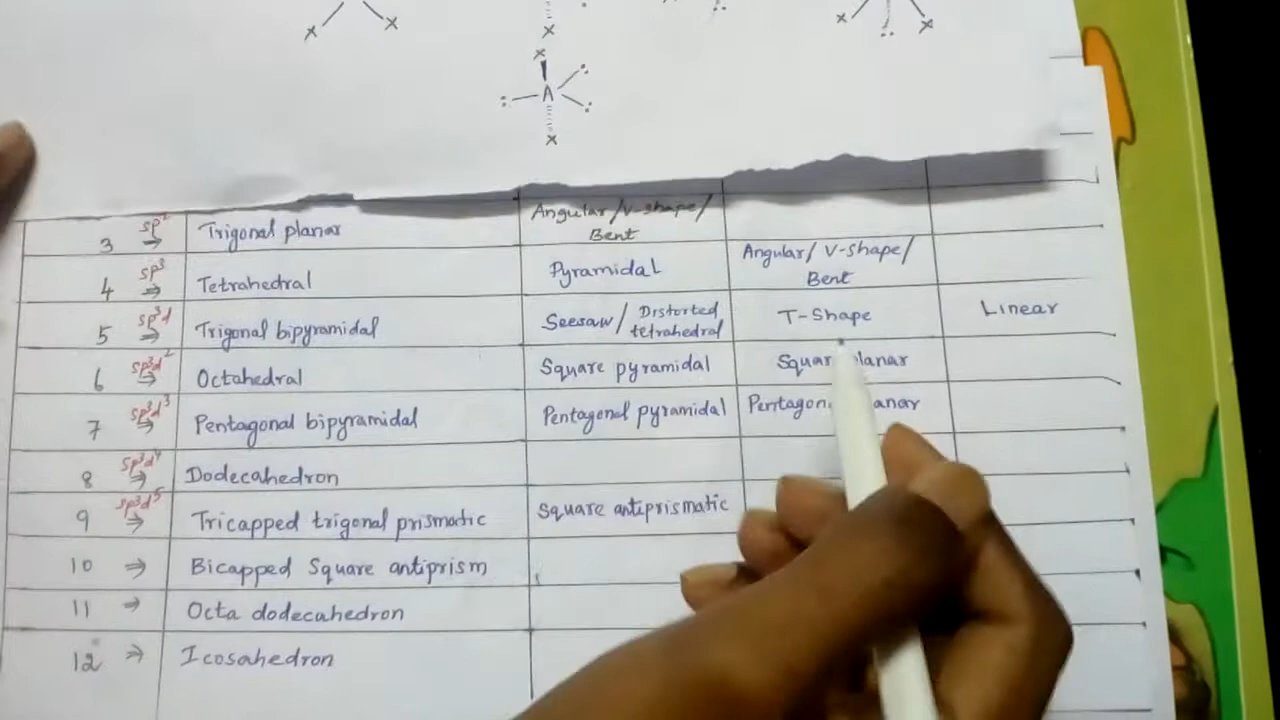 x x
x : x : x
x
: A :
:
x
3 sp² ⇒ Trigonal planar Angular/V-shape/
Bent
4 sp³ ⇒ Tetrahedral Pyramidal Angular/ V-shape/
Bent
5 sp³d ⇒ Trigonal bipyramidal Seesaw/ Distorted
tetrahedral T-Shape Linear
6 sp³d² ⇒ Octahedral Square pyramidal Square planar
7 sp³d³ ⇒ Pentagonal bipyramidal Pentagonal pyramidal
8 sp³d⁴ ⇒ Dodecahedron
9 sp³d⁵ ⇒ Tricapped trigonal prismatic Square antiprismatic
10 ⇒ Bicapped Square antiprism
11 ⇒ Octa dodecahedron
12 ⇒ Icosahedron